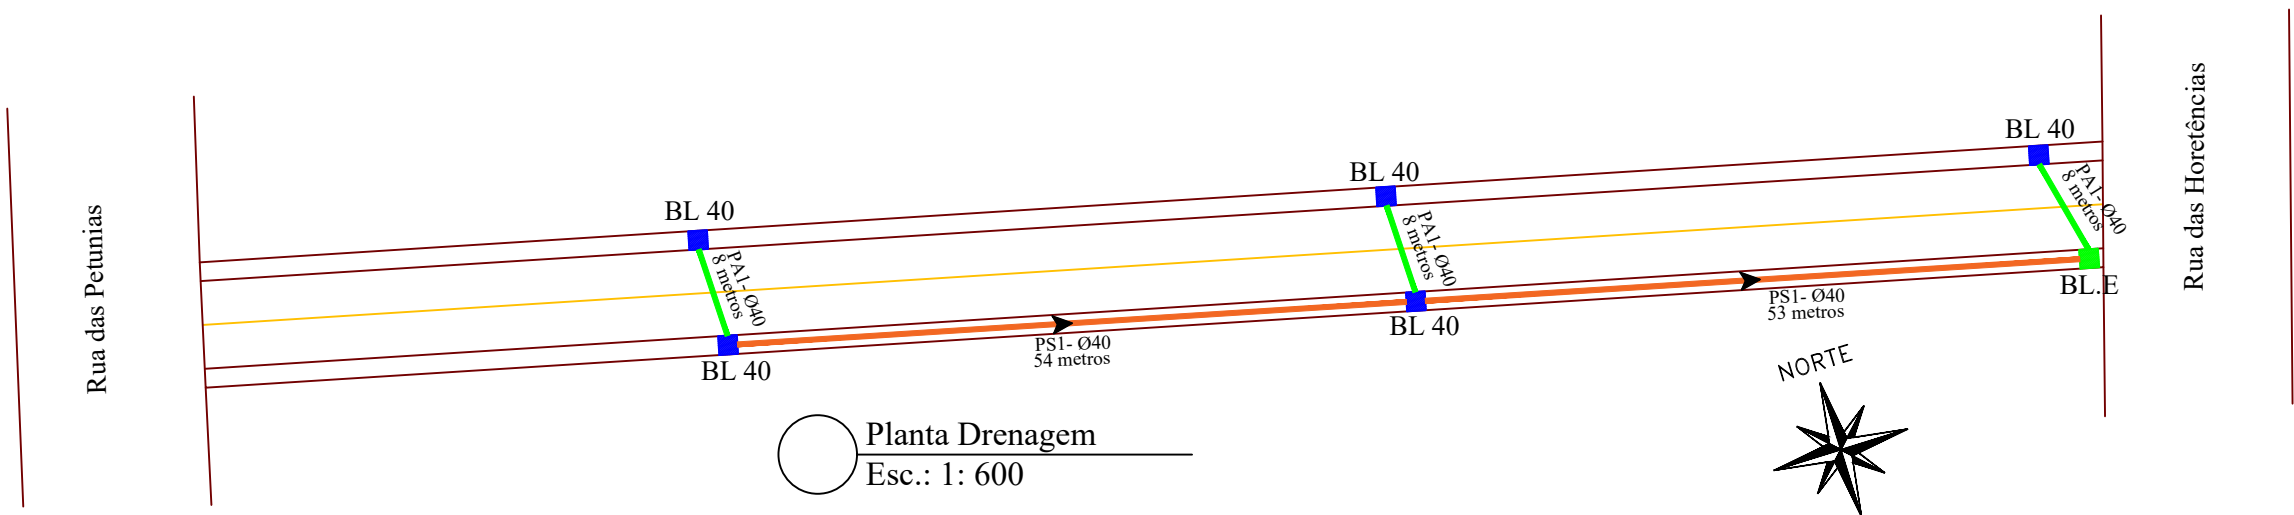 Rua das Petunias
BL 40
PA1- Ø40
8 metros
BL 40
PS1- Ø40
54 metros
BL 40
PA1- Ø40
8 metros
BL 40
PS1- Ø40
53 metros
BL 40
PA1- Ø40
8 metros
BL.E
Rua das Horetências
NORTE
Planta Drenagem
Esc.: 1: 600